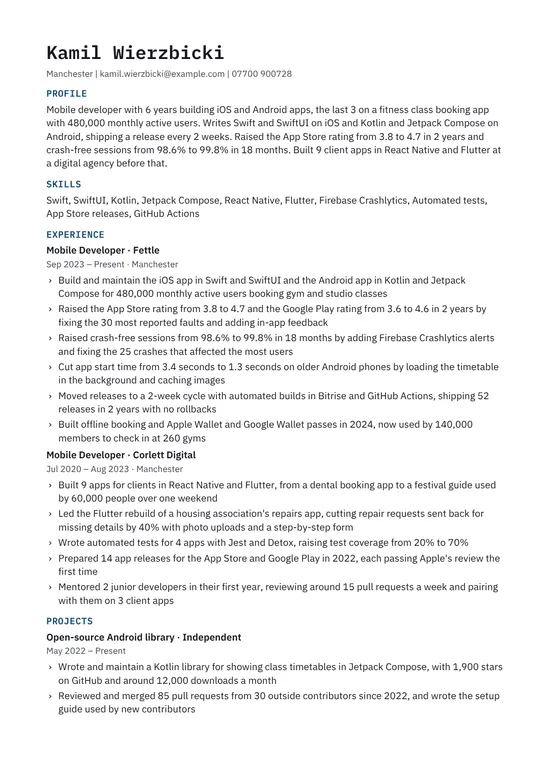 Kamil Wierzbicki
Manchester | kamil.wierzbicki@example.com | 07700 900728
PROFILE
Mobile developer with 6 years building iOS and Android apps, the last 3 on a fitness class booking app
with 480,000 monthly active users. Writes Swift and SwiftUI on iOS and Kotlin and Jetpack Compose on
Android, shipping a release every 2 weeks. Raised the App Store rating from 3.8 to 4.7 in 2 years and
crash-free sessions from 98.6% to 99.8% in 18 months. Built 9 client apps in React Native and Flutter at
a digital agency before that.
SKILLS
Swift, SwiftUI, Kotlin, Jetpack Compose, React Native, Flutter, Firebase Crashlytics, Automated tests,
App Store releases, GitHub Actions
EXPERIENCE
Mobile Developer · Fettle
Sep 2023 – Present · Manchester
› Build and maintain the iOS app in Swift and SwiftUI and the Android app in Kotlin and Jetpack
Compose for 480,000 monthly active users booking gym and studio classes
› Raised the App Store rating from 3.8 to 4.7 and the Google Play rating from 3.6 to 4.6 in 2 years by
fixing the 30 most reported faults and adding in-app feedback
› Raised crash-free sessions from 98.6% to 99.8% in 18 months by adding Firebase Crashlytics alerts
and fixing the 25 crashes that affected the most users
› Cut app start time from 3.4 seconds to 1.3 seconds on older Android phones by loading the timetable
in the background and caching images
› Moved releases to a 2-week cycle with automated builds in Bitrise and GitHub Actions, shipping 52
releases in 2 years with no rollbacks
› Built offline booking and Apple Wallet and Google Wallet passes in 2024, now used by 140,000
members to check in at 260 gyms
Mobile Developer · Corlett Digital
Jul 2020 – Aug 2023 · Manchester
› Built 9 apps for clients in React Native and Flutter, from a dental booking app to a festival guide used
by 60,000 people over one weekend
› Led the Flutter rebuild of a housing association's repairs app, cutting repair requests sent back for
missing details by 40% with photo uploads and a step-by-step form
› Wrote automated tests for 4 apps with Jest and Detox, raising test coverage from 20% to 70%
› Prepared 14 app releases for the App Store and Google Play in 2022, each passing Apple's review the
first time
› Mentored 2 junior developers in their first year, reviewing around 15 pull requests a week and pairing
with them on 3 client apps
PROJECTS
Open-source Android library · Independent
May 2022 – Present
› Wrote and maintain a Kotlin library for showing class timetables in Jetpack Compose, with 1,900 stars
on GitHub and around 12,000 downloads a month
› Reviewed and merged 85 pull requests from 30 outside contributors since 2022, and wrote the setup
guide used by new contributors